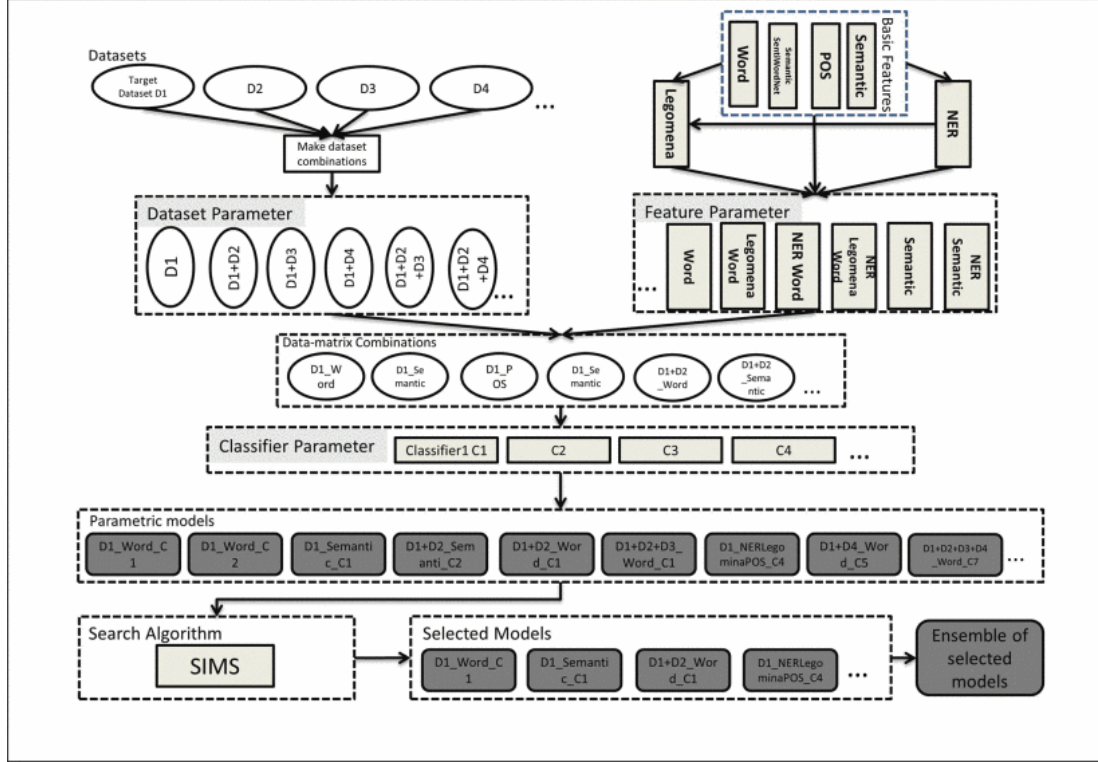 Datasets
Target
Dataset D1
D2
D3
D4
...
Make dataset
combinations
Basic Features
Word
Semantic
SentiWordNet
POS
Semantic
Legomena
NER
Dataset Parameter
D1
D1+D2
D1+D3
D1+D4
D1+D2
+D3
D1+D2
+D4
...
Feature Parameter
...
Word
Legomena
Word
NER Word
NER
Legomena
Word
Semantic
NER
Semantic
Data-matrix Combinations
D1_W
ord
D1_Se
mantic
D1_P
OS
D1_Se
mantic
D1+D2
_Word
D1+D2
_Sema
ntic
...
Classifier Parameter
Classifier1 C1
C2
C3
C4
...
Parametric models
D1_Word_C
1
D1_Word_C
2
D1_Semanti
c_C1
D1+D2_Sem
anti_C2
D1+D2_Wor
d_C1
D1+D2+D3_
Word_C1
D1_NERLego
minaPOS_C4
D1+D4_Wor
d_C5
D1+D2+D3+D4
_Word_C7
...
Search Algorithm
SIMS
Selected Models
D1_Word_C
1
D1_Semanti
c_C1
D1+D2_Wor
d_C1
D1_NERLego
minaPOS_C4
...
Ensemble of
selected
models